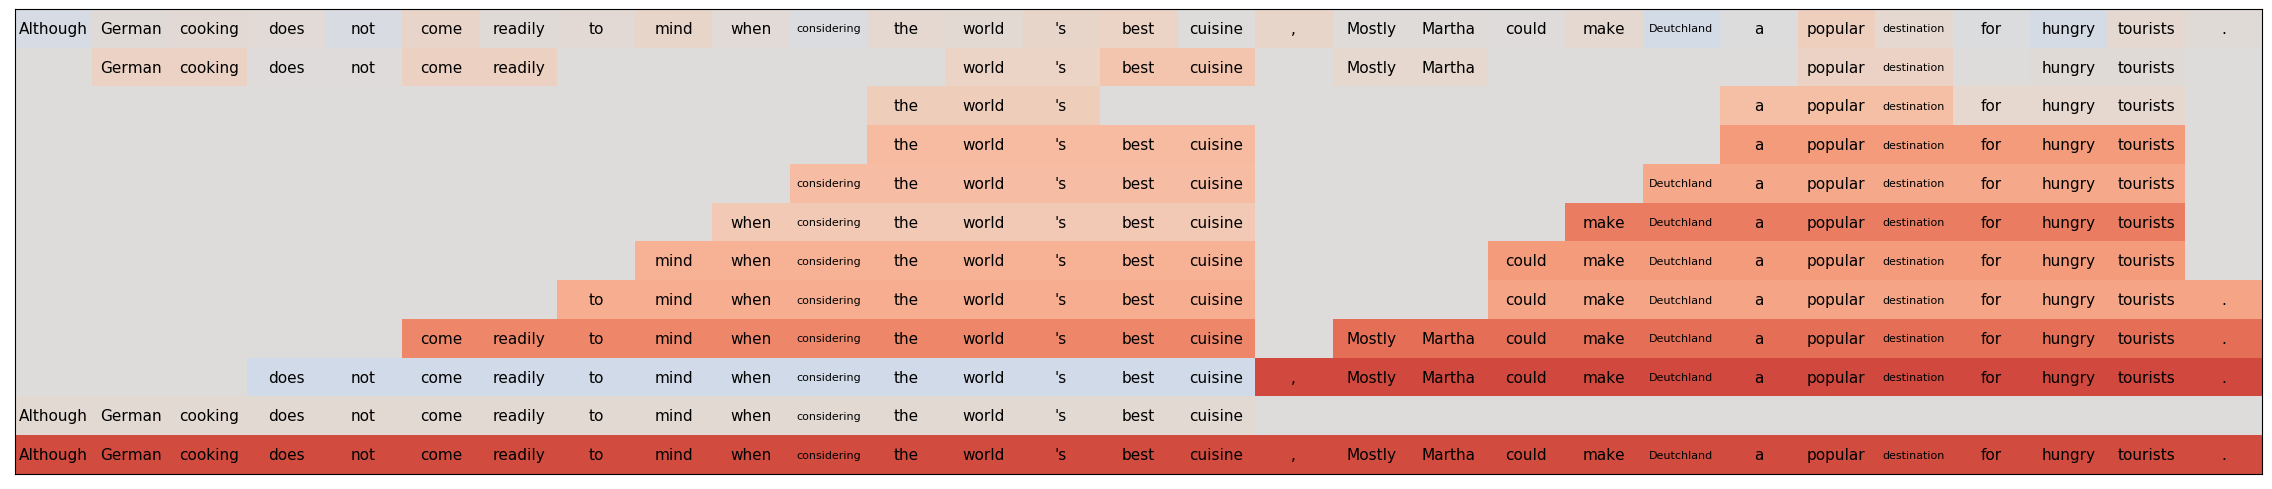 Although German cooking does not come readily to mind when considering the world 's best cuisine , Mostly Martha could make Deutchland a popular destination for hungry tourists .
German cooking does not come readily world 's best cuisine Mostly Martha popular destination hungry tourists
the world 's a popular destination for hungry tourists
the world 's best cuisine a popular destination for hungry tourists
considering the world 's best cuisine Deutchland a popular destination for hungry tourists
when considering the world 's best cuisine make Deutchland a popular destination for hungry tourists
mind when considering the world 's best cuisine could make Deutchland a popular destination for hungry tourists
to mind when considering the world 's best cuisine could make Deutchland a popular destination for hungry tourists .
come readily to mind when considering the world 's best cuisine Mostly Martha could make Deutchland a popular destination for hungry tourists .
does not come readily to mind when considering the world 's best cuisine , Mostly Martha could make Deutchland a popular destination for hungry tourists .
Although German cooking does not come readily to mind when considering the world 's best cuisine
Although German cooking does not come readily to mind when considering the world 's best cuisine , Mostly Martha could make Deutchland a popular destination for hungry tourists .